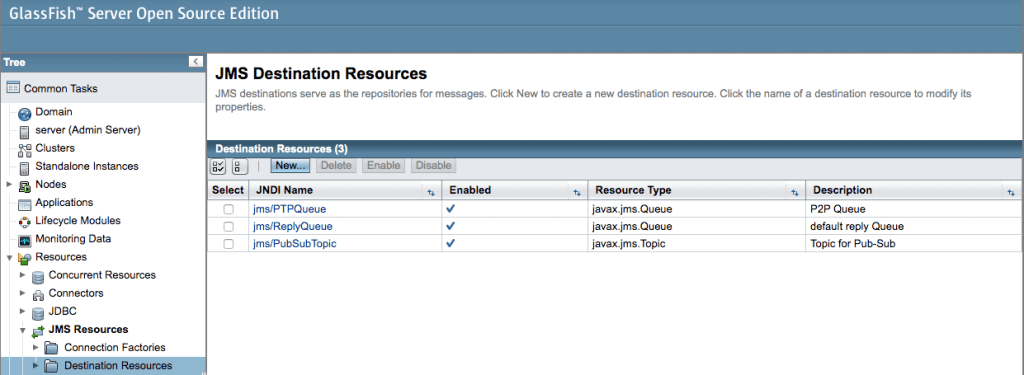 GlassFish™ Server Open Source Edition
Tree
Common Tasks
Domain
server (Admin Server)
Clusters
Standalone Instances
Nodes
Applications
Lifecycle Modules
Monitoring Data
Resources
Concurrent Resources
Connectors
JDBC
JMS Resources
Connection Factories
Destination Resources
JMS Destination Resources
JMS destinations serve as the repositories for messages. Click New to create a new destination resource. Click the name of a destination resource to modify its
properties.
Destination Resources (3)
New... Delete Enable Disable
Select JNDI Name Enabled Resource Type Description
jms/PTPQueue javax.jms.Queue P2P Queue
jms/ReplyQueue javax.jms.Queue default reply Queue
jms/PubSubTopic javax.jms.Topic Topic for Pub-Sub